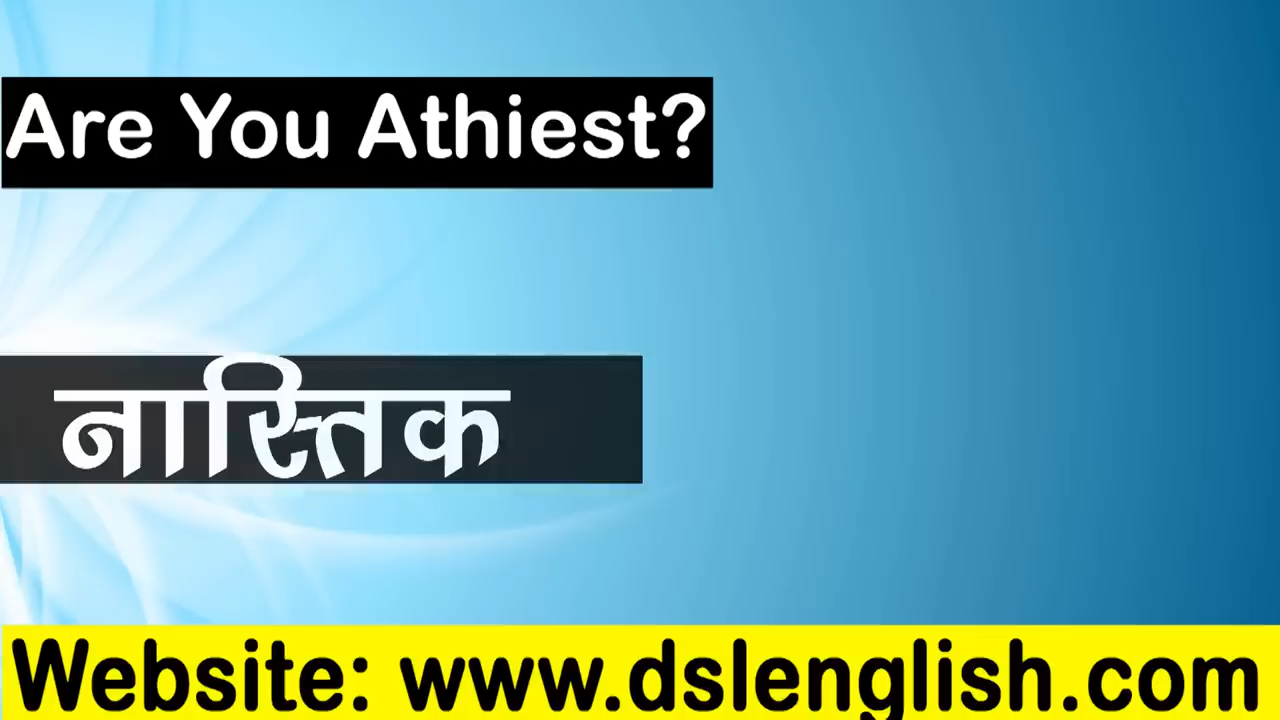 Are You Athiest?
नास्तिक
Website: www.dslenglish.com